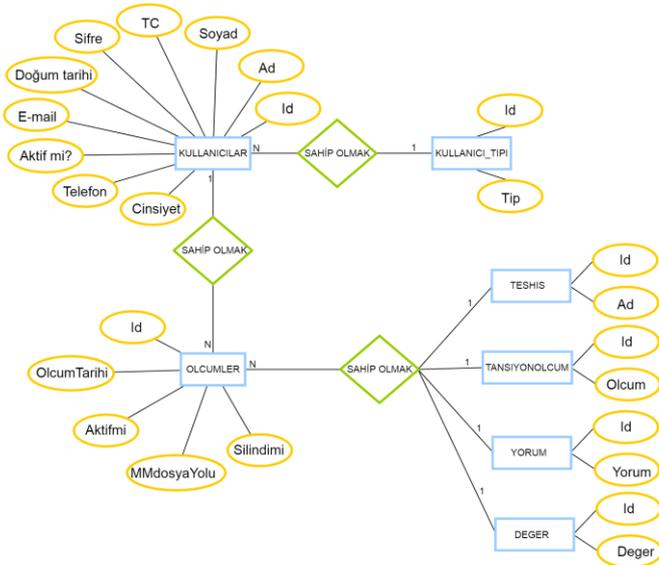 TC
Soyad
Sifre
Ad
Doğum tarihi
Id
E-mail
Aktif mi?
Telefon
Cinsiyet
KULLANICILAR
N
SAHİP OLMAK
1
KULLANICI_TIPI
Id
Tip
1
SAHİP OLMAK
N
Id
OlcumTarihi
OLCUMLER
Aktifmi
MMdosyaYolu
Silindimi
N
SAHİP OLMAK
1
TESHIS
Id
Ad
1
TANSIYONOLCUM
Id
Olcum
1
YORUM
Id
Yorum
1
DEGER
Id
Deger